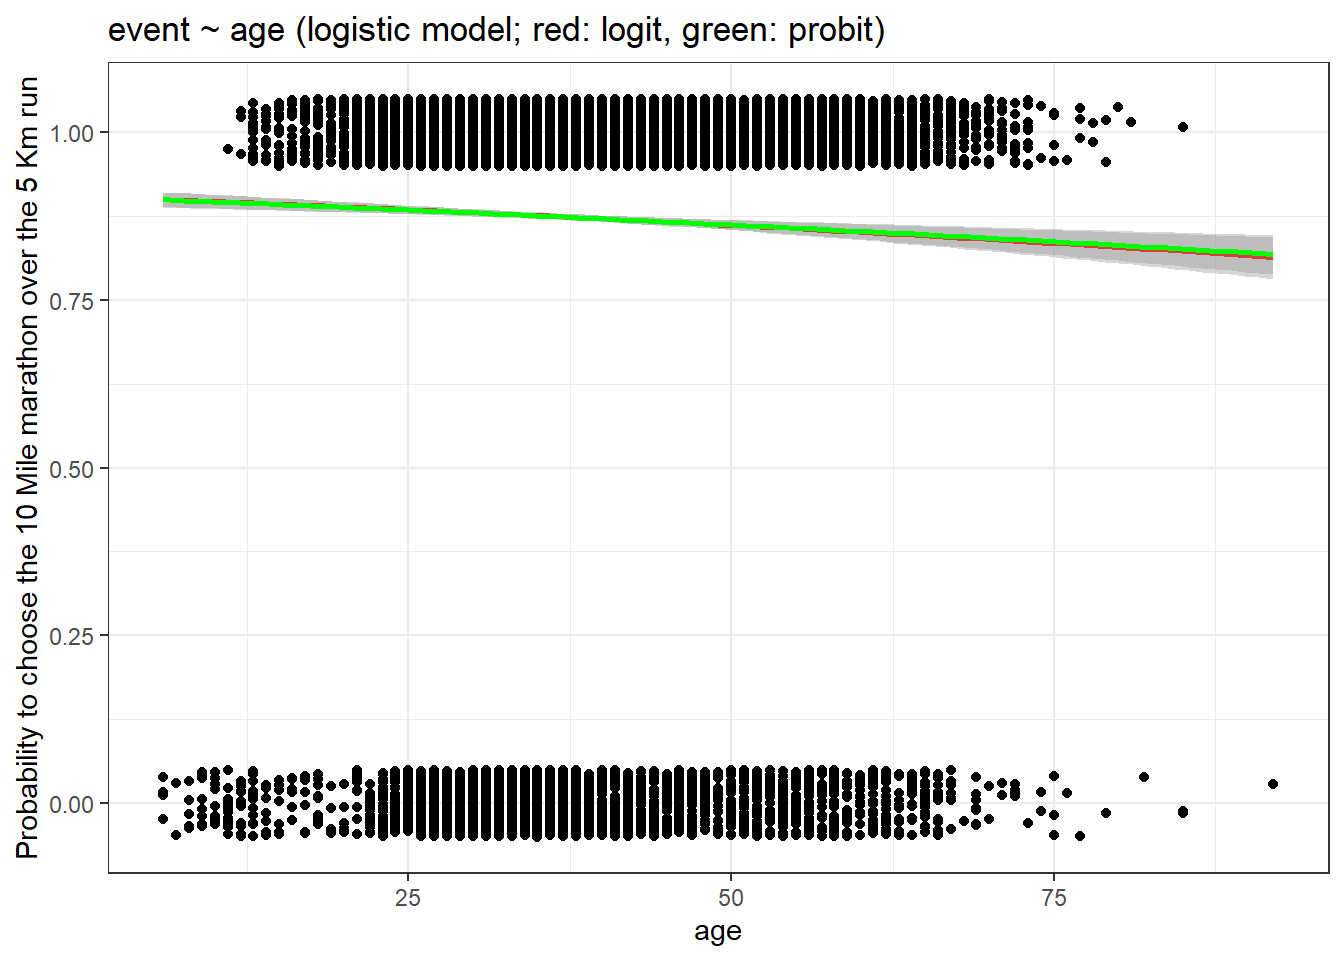 event ~ age (logistic model; red: logit, green: probit)
Probability to choose the 10 Mile marathon over the 5 Km run
1.00
0.75
0.50
0.25
0.00
25
50
75
age